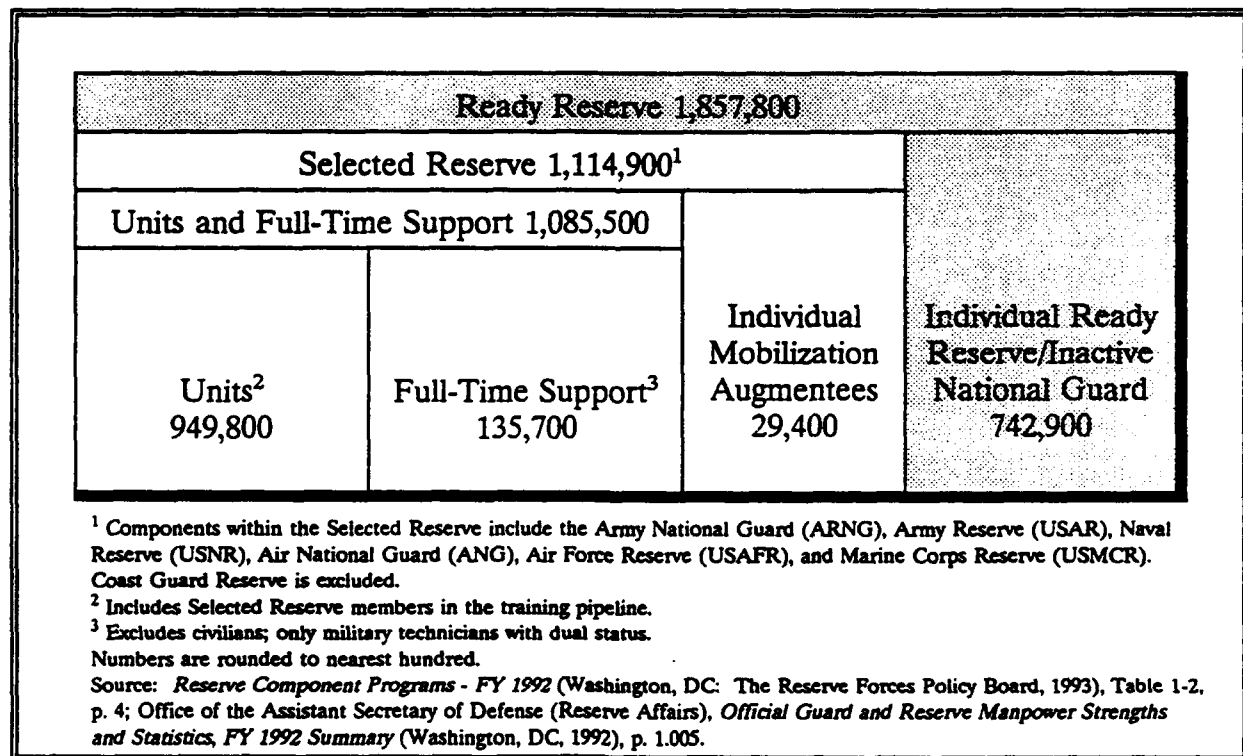 Ready Reserve 1,857,800
Selected Reserve 1,114,900¹
Units and Full-Time Support 1,085,500
Units²
949,800
Full-Time Support³
135,700
Individual
Mobilization
Augmentees
29,400
Individual Ready
Reserve/Inactive
National Guard
742,900
¹ Components within the Selected Reserve include the Army National Guard (ARNG), Army Reserve (USAR), Naval
Reserve (USNR), Air National Guard (ANG), Air Force Reserve (USAFR), and Marine Corps Reserve (USMCR).
Coast Guard Reserve is excluded.
² Includes Selected Reserve members in the training pipeline.
³ Excludes civilians; only military technicians with dual status.
Numbers are rounded to nearest hundred.
Source: Reserve Component Programs - FY 1992 (Washington, DC: The Reserve Forces Policy Board, 1993), Table 1-2,
p. 4; Office of the Assistant Secretary of Defense (Reserve Affairs), Official Guard and Reserve Manpower Strengths
and Statistics, FY 1992 Summary (Washington, DC, 1992), p. 1.005.